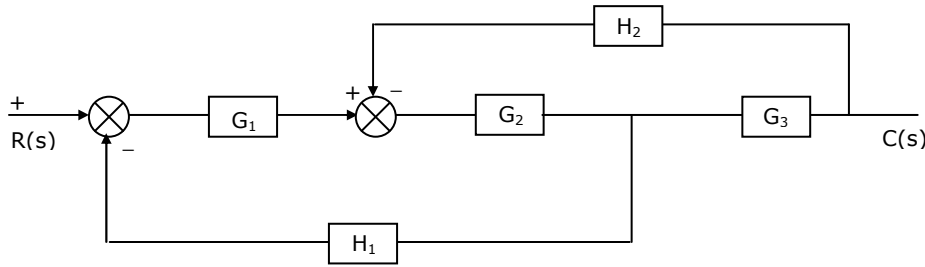 H₂
+
R(s)
G₁
+
−
G₂
G₃
C(s)
−
H₁